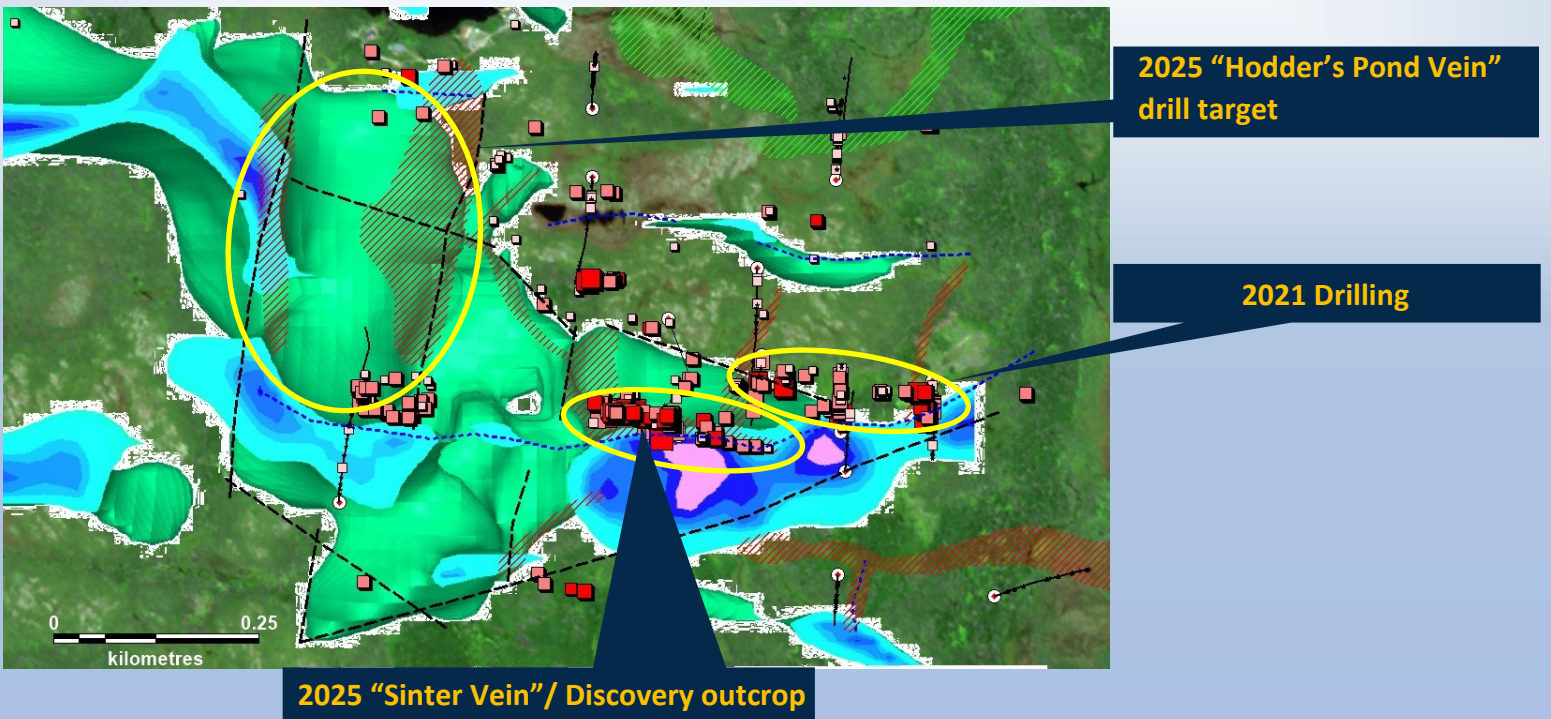 2025 “Hodder’s Pond Vein”
drill target
2021 Drilling
0 0.25
kilometres
2025 “Sinter Vein”/ Discovery outcrop